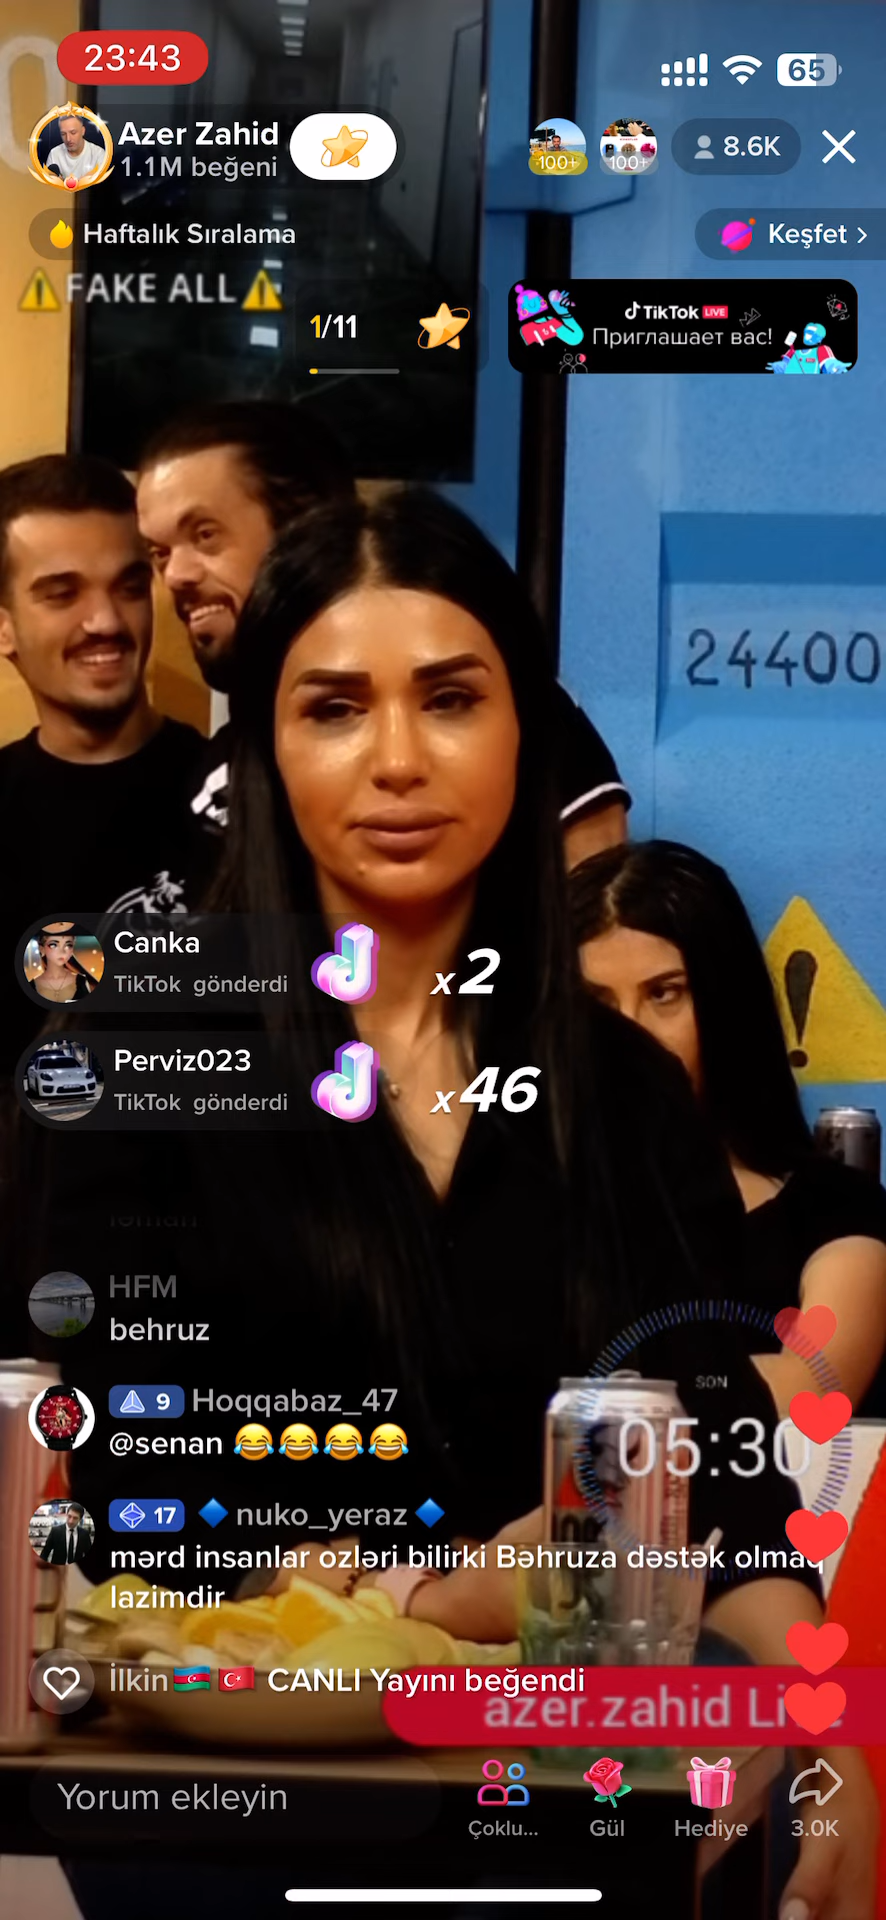 23:43
65
Azer Zahid
1.1M beğeni
100+
100+
8.6K
Haftalık Sıralama
Keşfet
⚠️FAKE ALL⚠️
1/11
TikTok LIVE
Приглашает вас!
24400
Canka
TikTok gönderdi
x2
Perviz023
TikTok gönderdi
x46
HFM
behruz
SON
05:30
9 Hoqqabaz_47
@senan 😂😂😂😂
17 🔷 nuko_yeraz🔷
mərd insanlar ozləri bilirki Bəhruza dəstək olmaq
lazimdir
İlkin🇦🇿🇹🇷 CANLI Yayını beğendi
azer.zahid Live
Yorum ekleyin
Çoklu...
Gül
Hediye
3.0K